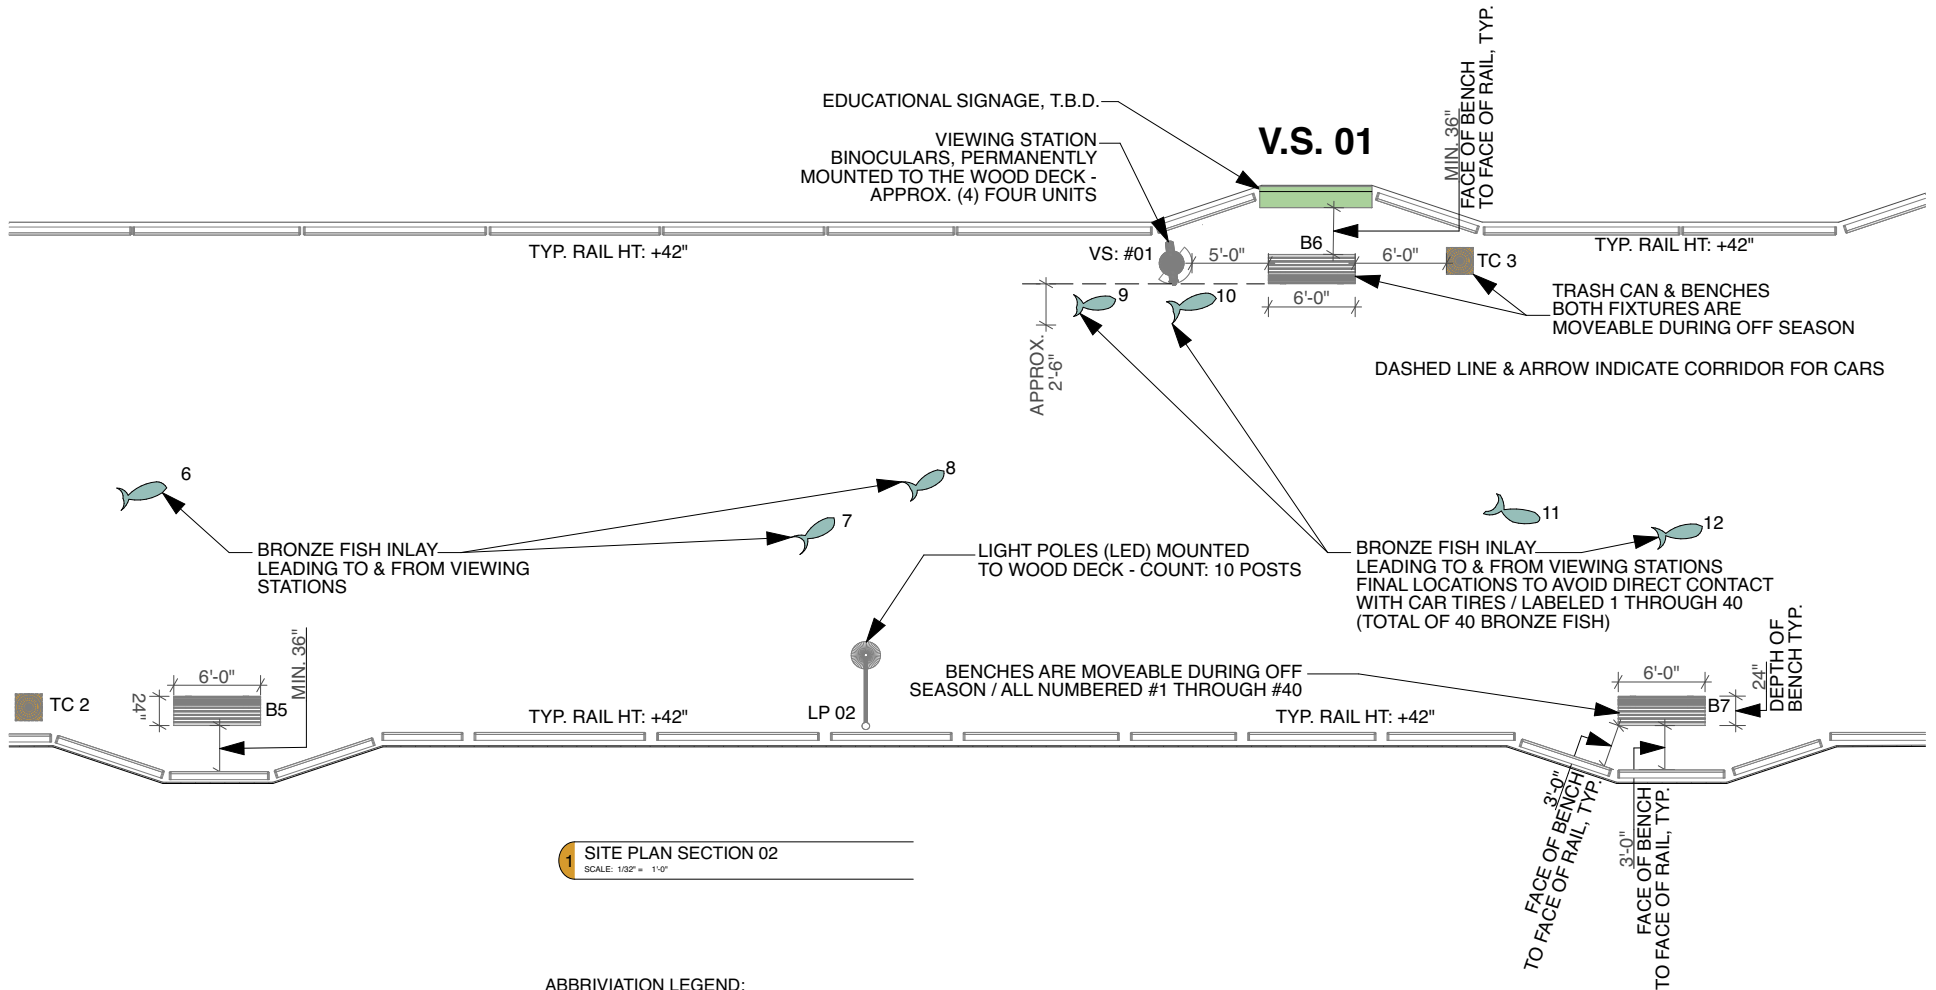 EDUCATIONAL SIGNAGE, T.B.D.
V.S. 01
VIEWING STATION
BINOCULARS, PERMANENTLY
MOUNTED TO THE WOOD DECK -
APPROX. (4) FOUR UNITS
MIN. 36"
FACE OF BENCH
TO FACE OF RAIL, TYP.
TYP. RAIL HT: +42"
VS: #01
5'-0"
B6
6'-0"
TC 3
TYP. RAIL HT: +42"
6'-0"
9
10
TRASH CAN & BENCHES
BOTH FIXTURES ARE
MOVEABLE DURING OFF SEASON
APPROX.
2'-6"
DASHED LINE & ARROW INDICATE CORRIDOR FOR CARS
6
8
7
11
12
BRONZE FISH INLAY
LEADING TO & FROM VIEWING
STATIONS
LIGHT POLES (LED) MOUNTED
TO WOOD DECK - COUNT: 10 POSTS
BRONZE FISH INLAY
LEADING TO & FROM VIEWING STATIONS
FINAL LOCATIONS TO AVOID DIRECT CONTACT
WITH CAR TIRES / LABELED 1 THROUGH 40
(TOTAL OF 40 BRONZE FISH)
TC 2
24"
6'-0"
B5
MIN. 36"
LP 02
BENCHES ARE MOVEABLE DURING OFF
SEASON / ALL NUMBERED #1 THROUGH #40
6'-0"
B7
24"
DEPTH OF
BENCH TYP.
TYP. RAIL HT: +42"
TYP. RAIL HT: +42"
3'-0"
FACE OF BENCH
TO FACE OF RAIL, TYP.
3'-0"
FACE OF BENCH
TO FACE OF RAIL, TYP.
1
SITE PLAN SECTION 02
SCALE: 1/32" = 1'-0"
ABBRIVIATION LEGEND: